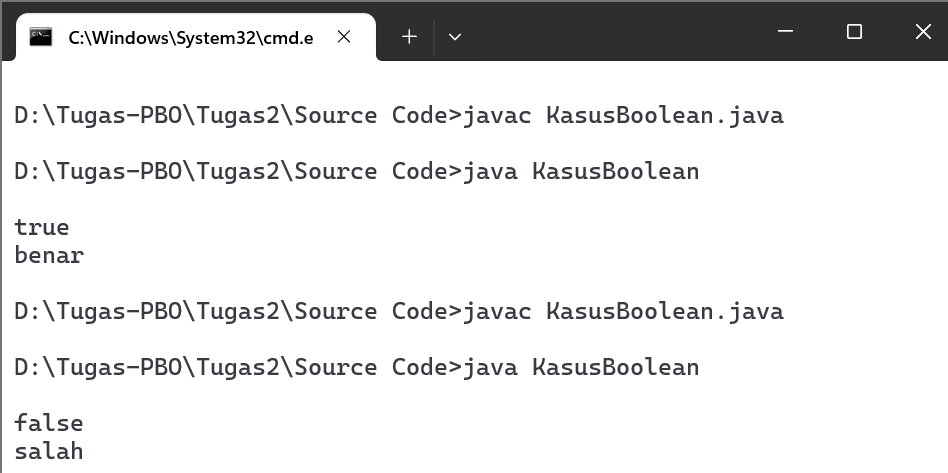 C:\Windows\System32\cmd.e
D:\Tugas-PBO\Tugas2\Source Code>javac KasusBoolean.java
D:\Tugas-PBO\Tugas2\Source Code>java KasusBoolean
true
benar
D:\Tugas-PBO\Tugas2\Source Code>javac KasusBoolean.java
D:\Tugas-PBO\Tugas2\Source Code>java KasusBoolean
false
salah